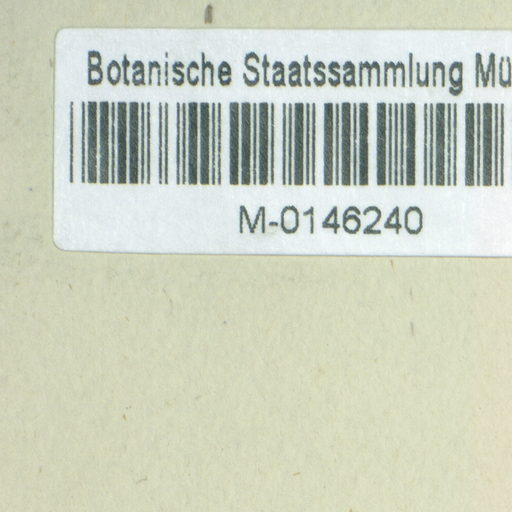 Botanische Staatssammlung Mü
M-0146240